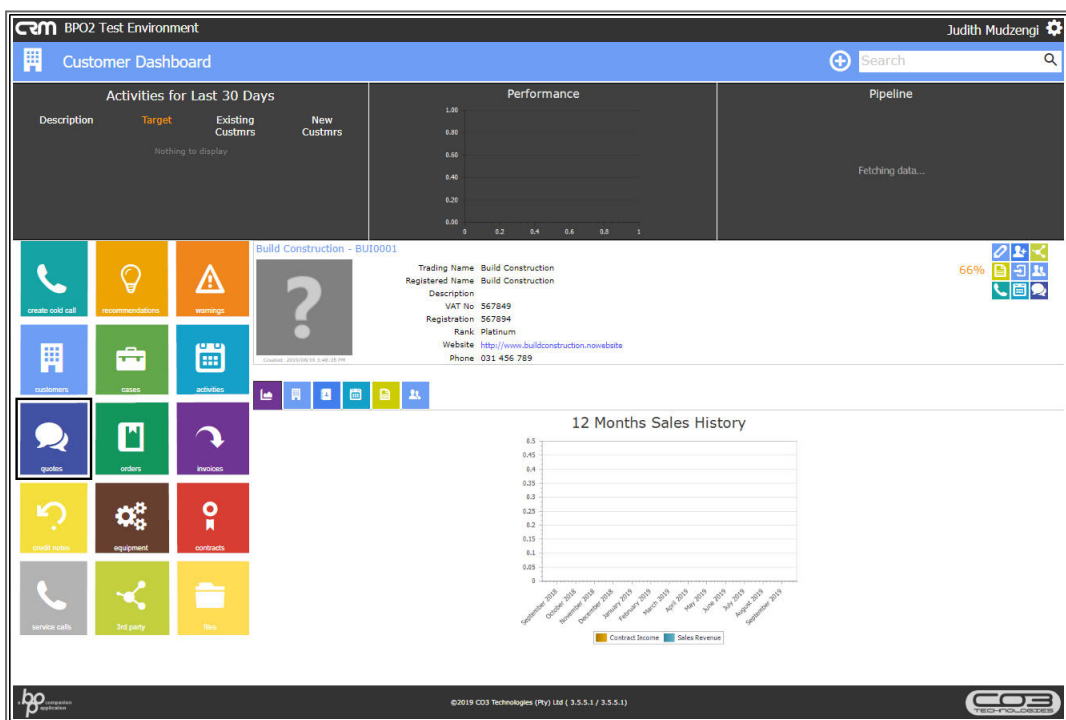 CRM BPO2 Test Environment
Judith Mudzengi
Customer Dashboard
Search
Activities for Last 30 Days
Description Target Existing Custmrs New Custmrs
Nothing to display
Performance
1.00
0.80
0.60
0.40
0.20
0.00
0 0.2 0.4 0.6 0.8 1
Pipeline
Fetching data...
create cold call
recommendations
warnings
customers
cases
activities
quotes
orders
invoices
credit notes
equipment
contracts
service calls
3rd party
files
Build Construction - BUI0001
?
Trading Name Build Construction
Registered Name Build Construction
Description
VAT No 567849
Registration 567894
Rank Platinum
Website http://www.buildconstruction.nowebsite
Phone 031 456 789
66%
12 Months Sales History
0.5
0.45
0.4
0.35
0.3
0.25
0.2
0.15
0.1
0.05
0
September 2018
October 2018
November 2018
December 2018
January 2019
February 2019
March 2019
April 2019
May 2019
June 2019
July 2019
August 2019
September 2019
Contract Income Sales Revenue
bpo companion
application
©2019 CO3 Technologies (Pty) Ltd ( 3.5.5.1 / 3.5.5.1)
CO3
TECHNOLOGIES